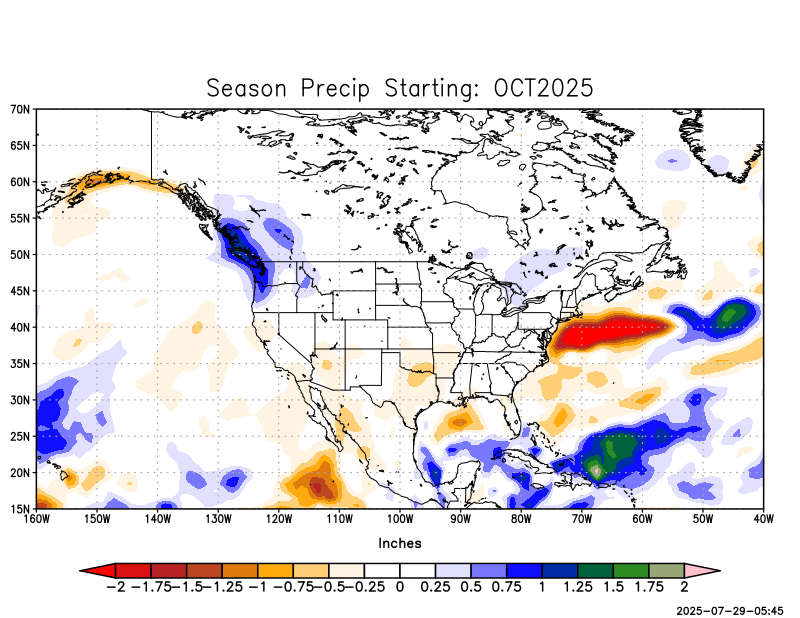 Season Precip Starting: OCT2025
70N
65N
60N
55N
50N
45N
40N
35N
30N
25N
20N
15N
160W 150W 140W 130W 120W 110W 100W 90W 80W 70W 60W 50W 40W
Inches
-2 -1.75-1.5-1.25 -1 -0.75-0.5-0.25 0 0.25 0.5 0.75 1 1.25 1.5 1.75 2
2025-07-29-05:45